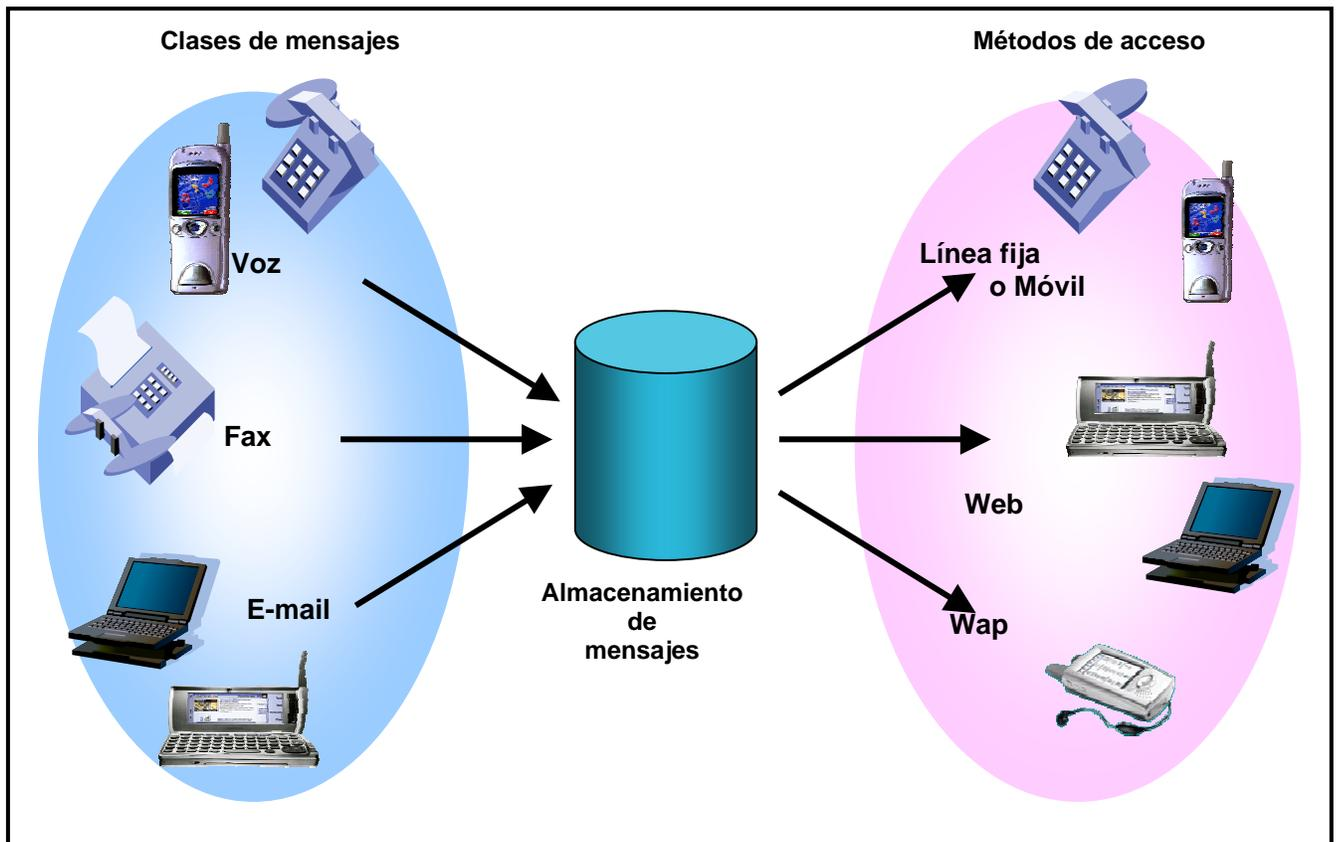 Clases de mensajes
Métodos de acceso
Voz
Fax
E-mail
Almacenamiento
de
mensajes
Línea fija
o Móvil
Web
Wap